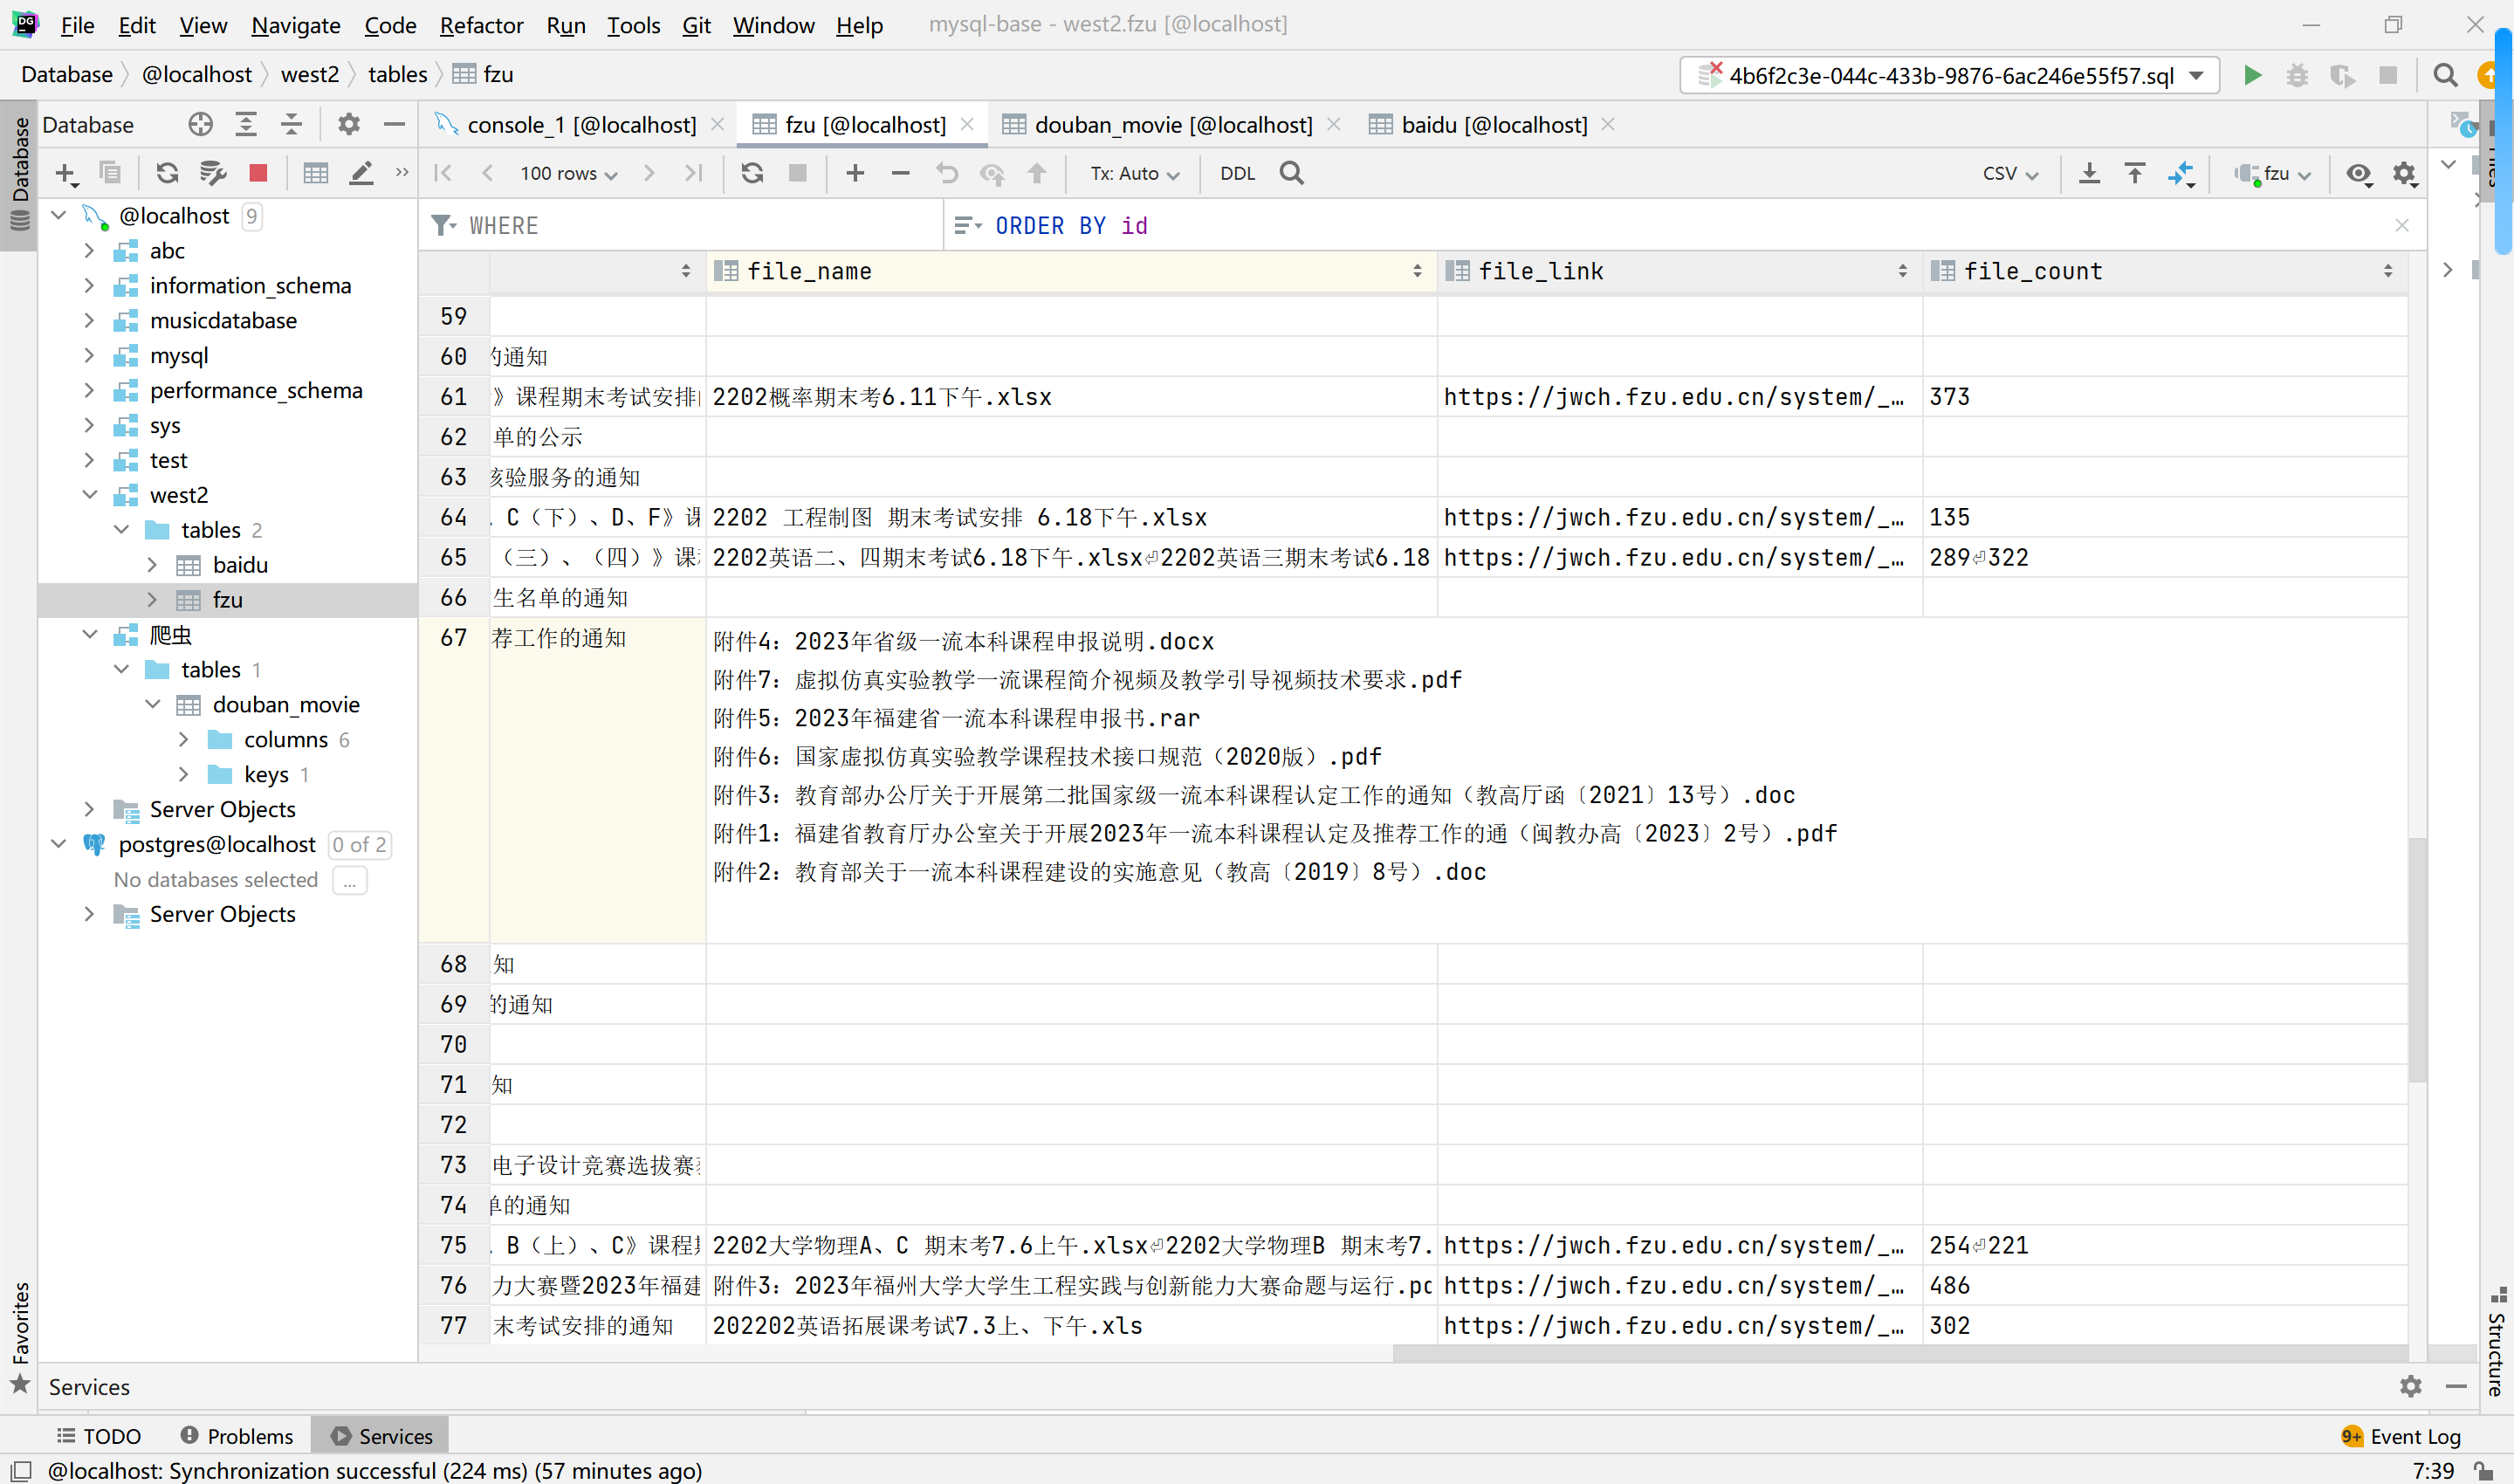 File Edit View Navigate Code Refactor Run Tools Git Window Help mysql-base - west2.fzu [@localhost]
Database @localhost west2 tables fzu 4b6f2c3e-044c-433b-9876-6ac246e55f57.sql
Database console_1 [@localhost] fzu [@localhost] douban_movie [@localhost] baidu [@localhost]
100 rows Tx: Auto DDL CSV fzu
WHERE ORDER BY id
file_name file_link file_count
Database
@localhost 9
abc
information_schema
musicdatabase
mysql
performance_schema
sys
test
west2
tables 2
baidu
fzu
爬虫
tables 1
douban_movie
columns 6
keys 1
Server Objects
postgres@localhost 0 of 2
No databases selected ...
Server Objects
59
60 的通知
61 》课程期末考试安排 2202概率期末考6.11下午.xlsx https://jwch.fzu.edu.cn/system/_… 373
62 单的公示
63 核验服务的通知
64 、C（下）、D、F》课 2202 工程制图 期末考试安排 6.18下午.xlsx https://jwch.fzu.edu.cn/system/_… 135
65 （三）、（四）》课 2202英语二、四期末考试6.18下午.xlsx⏎2202英语三期末考试6.18 https://jwch.fzu.edu.cn/system/_… 289⏎322
66 生名单的通知
67 荐工作的通知 附件4：2023年省级一流本科课程申报说明.docx
附件7：虚拟仿真实验教学一流课程简介视频及教学引导视频技术要求.pdf
附件5：2023年福建省一流本科课程申报书.rar
附件6：国家虚拟仿真实验教学课程技术接口规范（2020版）.pdf
附件3：教育部办公厅关于开展第二批国家级一流本科课程认定工作的通知（教高厅函〔2021〕13号）.doc
附件1：福建省教育厅办公室关于开展2023年一流本科课程认定及推荐工作的通（闽教办高〔2023〕2号）.pdf
附件2：教育部关于一流本科课程建设的实施意见（教高〔2019〕8号）.doc
68 知
69 的通知
70
71 知
72
73 电子设计竞赛选拔赛
74 单的通知
75 、B（上）、C》课程 2202大学物理A、C 期末考7.6上午.xlsx⏎2202大学物理B 期末考7. https://jwch.fzu.edu.cn/system/_… 254⏎221
76 力大赛暨2023年福建 附件3：2023年福州大学大学生工程实践与创新能力大赛命题与运行.pd https://jwch.fzu.edu.cn/system/_… 486
77 末考试安排的通知 202202英语拓展课考试7.3上、下午.xls https://jwch.fzu.edu.cn/system/_… 302
Favorites
Structure
Services
TODO Problems Services 9+ Event Log
@localhost: Synchronization successful (224 ms) (57 minutes ago) 7:39